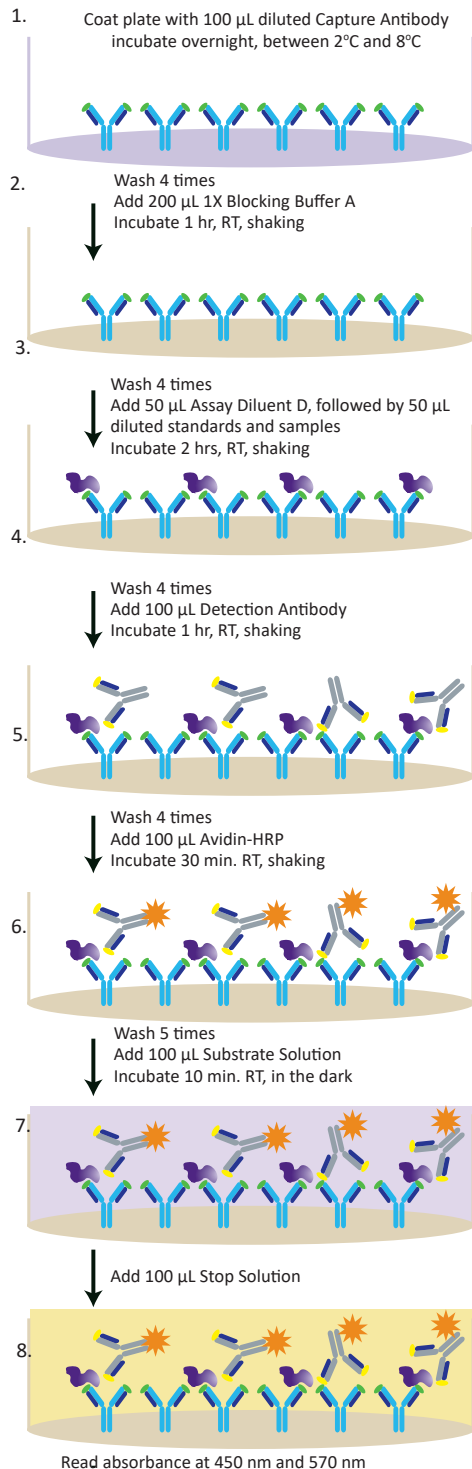 1.
Coat plate with 100 µL diluted Capture Antibody
incubate overnight, between 2°C and 8°C
2.
Wash 4 times
Add 200 µL 1X Blocking Buffer A
Incubate 1 hr, RT, shaking
3.
Wash 4 times
Add 50 µL Assay Diluent D, followed by 50 µL
diluted standards and samples
Incubate 2 hrs, RT, shaking
4.
Wash 4 times
Add 100 µL Detection Antibody
Incubate 1 hr, RT, shaking
5.
Wash 4 times
Add 100 µL Avidin-HRP
Incubate 30 min. RT, shaking
6.
Wash 5 times
Add 100 µL Substrate Solution
Incubate 10 min. RT, in the dark
7.
Add 100 µL Stop Solution
8.
Read absorbance at 450 nm and 570 nm